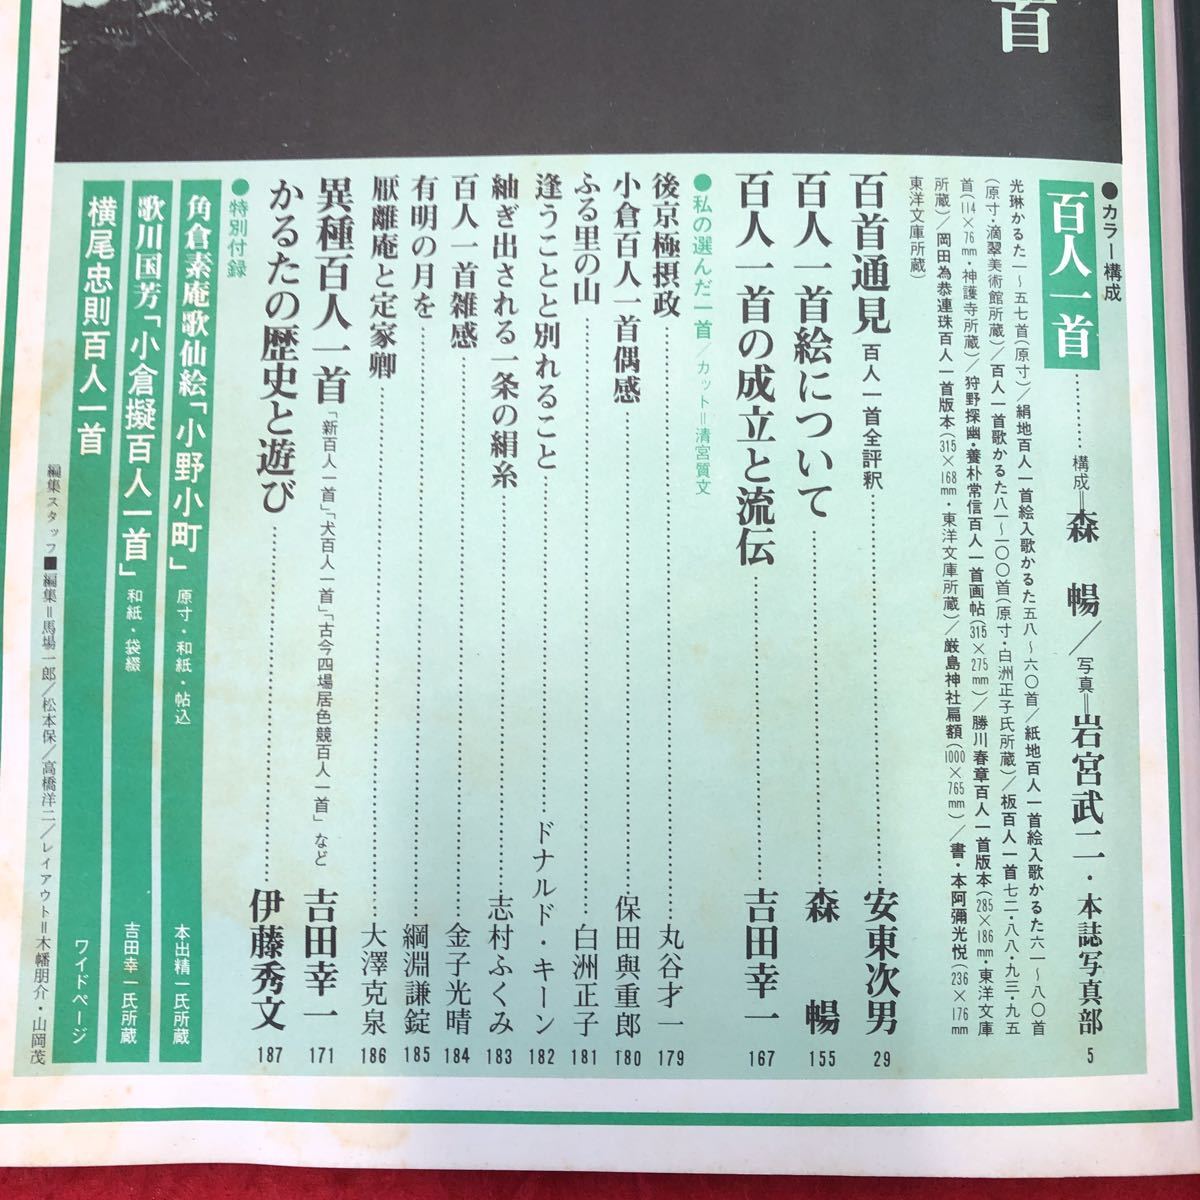 首
●カラー構成
百人一首………構成＝森　暢／写真＝岩宮武二・本誌写真部 5
光琳かるた一〜五七首(原寸)／絹地百人一首絵入歌かるた五八〜六〇首／紙地百人一首絵入歌かるた六一〜八〇首
(原寸・滴翠美術館所蔵)／百人一首歌かるた八一〜一〇〇首(原寸・白洲正子氏所蔵)／板百人一首七二・八八・九三・九五
首(114×76mm・神護寺所蔵)／狩野探幽・養朴常信百人一首画帖(315×275mm)／勝川春章百人一首版本(285×186mm・東洋文庫
所蔵)／岡田為恭連珠百人一首版本(315×168mm・東洋文庫所蔵)／厳島神社扁額(1000×765mm)／書・本阿彌光悦(236×176mm
東洋文庫所蔵)
百首通見 百人一首全評釈………安東次男 29
百人一首絵について………森　暢 155
百人一首の成立と流伝………吉田幸一 167
●私の選んだ一首／カット＝清宮質文
後京極摂政………丸谷才一 179
小倉百人一首偶感………保田與重郎 180
ふる里の山………白洲正子 181
逢うことと別れること………ドナルド・キーン 182
紬ぎ出される一条の絹糸………志村ふくみ 183
百人一首雑感………金子光晴 184
有明の月を………綱淵謙錠 185
厭離庵と定家卿………大澤克泉 186
異種百人一首「新百人一首」「犬百人一首」「古今四場居色競百人一首」など 吉田幸一 171
かるたの歴史と遊び………伊藤秀文 187
●特別付録
角倉素庵歌仙絵「小野小町」 原寸・和紙・帖込 本出精一氏所蔵
歌川国芳「小倉擬百人一首」 和紙・袋綴 吉田幸一氏所蔵
横尾忠則百人一首 ワイドページ
編集スタッフ■編集＝馬場一郎／松本保／高橋洋二／レイアウト＝木幡朋介・山岡茂